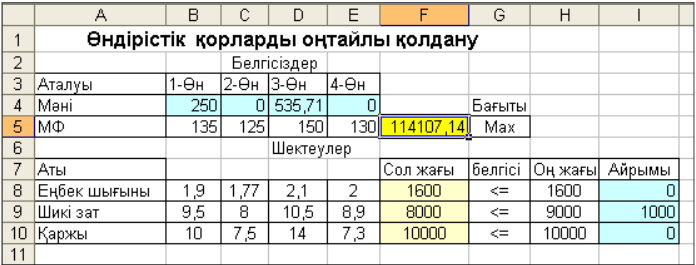 A B C D E F G H I
1 Өндірістік қорларды оңтайлы қолдану
2 Белгісіздер
3 Аталуы 1-Өн 2-Өн 3-Өн 4-Өн
4 Мәні 250 0 535,71 0 Бағыты
5 МФ 135 125 150 130 114107,14 Max
6 Шектеулер
7 Аты Сол жағы белгісі Оң жағы Айрымы
8 Еңбек шығыны 1,9 1,77 2,1 2 1600 <= 1600 0
9 Шикі зат 9,5 8 10,5 8,9 8000 <= 9000 1000
10 Қаржы 10 7,5 14 7,3 10000 <= 10000 0
11